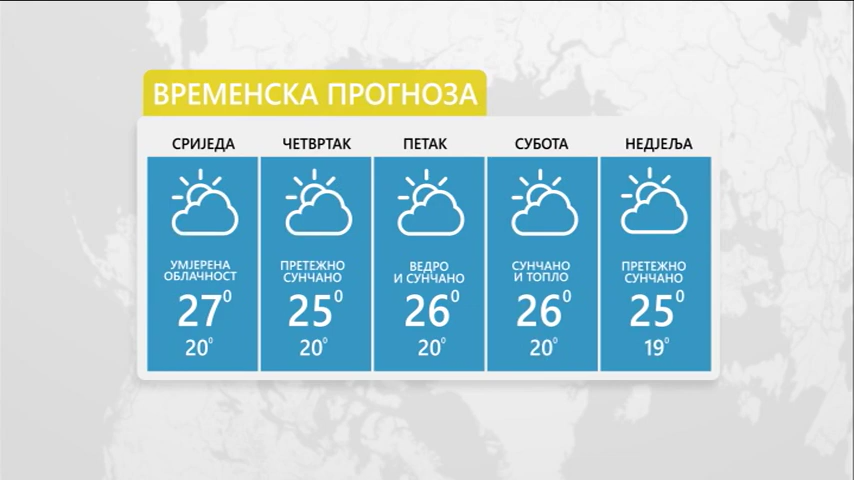 ВРЕМЕНСКА ПРОГНОЗА
СРИЈЕДА
УМЈЕРЕНА
ОБЛАЧНОСТ
27⁰
20⁰
ЧЕТВРТАК
ПРЕТЕЖНО
СУНЧАНО
25⁰
20⁰
ПЕТАК
ВЕДРО
И СУНЧАНО
26⁰
20⁰
СУБОТА
СУНЧАНО
И ТОПЛО
26⁰
20⁰
НЕДЈЕЉА
ПРЕТЕЖНО
СУНЧАНО
25⁰
19⁰